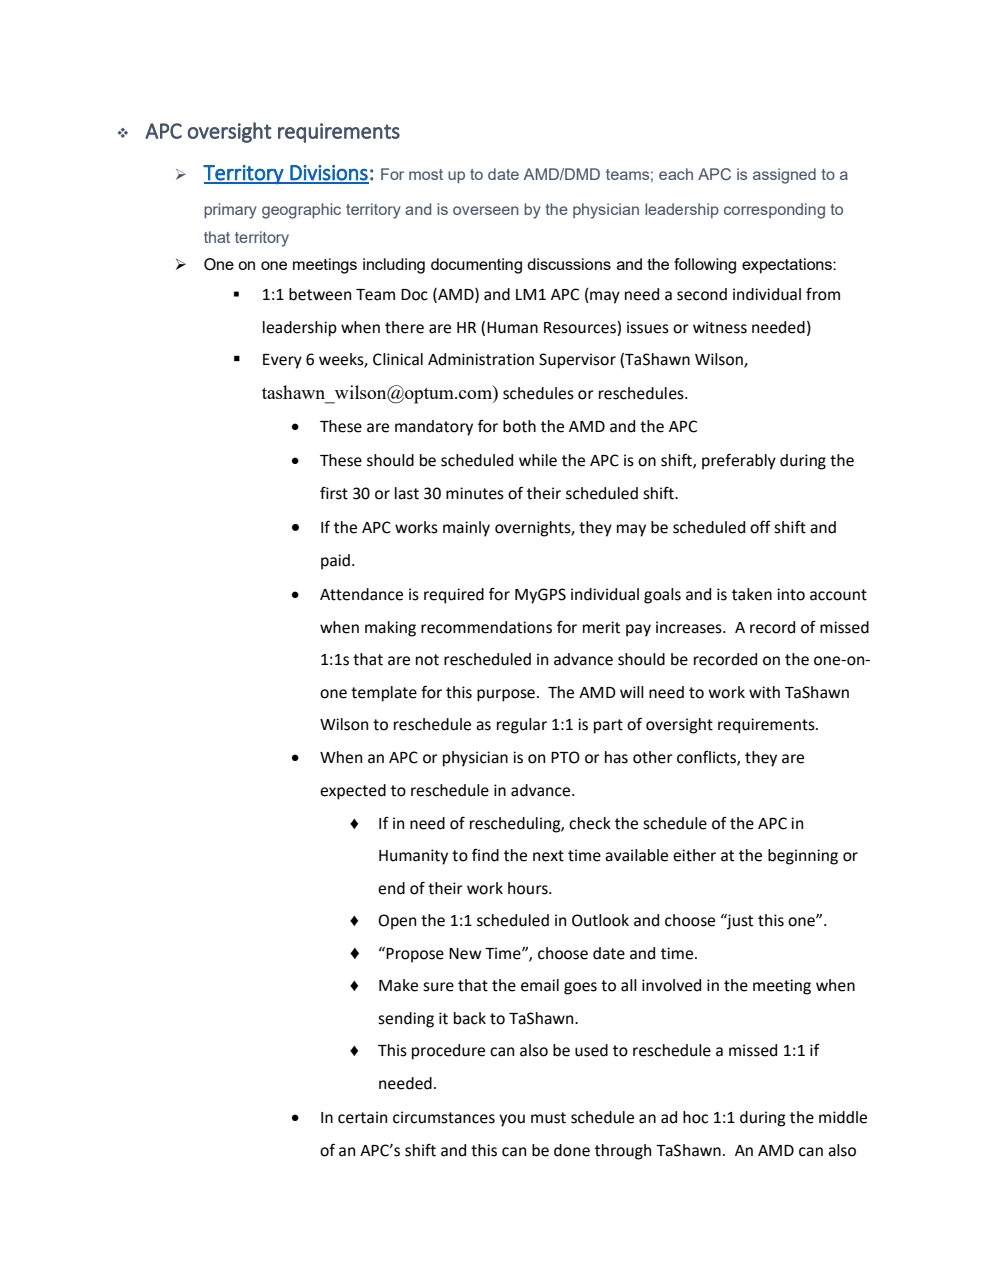 ❖ APC oversight requirements
➢ Territory Divisions: For most up to date AMD/DMD teams; each APC is assigned to a
primary geographic territory and is overseen by the physician leadership corresponding to
that territory
➢ One on one meetings including documenting discussions and the following expectations:
▪ 1:1 between Team Doc (AMD) and LM1 APC (may need a second individual from
leadership when there are HR (Human Resources) issues or witness needed)
▪ Every 6 weeks, Clinical Administration Supervisor (TaShawn Wilson,
tashawn_wilson@optum.com) schedules or reschedules.
• These are mandatory for both the AMD and the APC
• These should be scheduled while the APC is on shift, preferably during the
first 30 or last 30 minutes of their scheduled shift.
• If the APC works mainly overnights, they may be scheduled off shift and
paid.
• Attendance is required for MyGPS individual goals and is taken into account
when making recommendations for merit pay increases.  A record of missed
1:1s that are not rescheduled in advance should be recorded on the one-on-
one template for this purpose.  The AMD will need to work with TaShawn
Wilson to reschedule as regular 1:1 is part of oversight requirements.
• When an APC or physician is on PTO or has other conflicts, they are
expected to reschedule in advance.
♦ If in need of rescheduling, check the schedule of the APC in
Humanity to find the next time available either at the beginning or
end of their work hours.
♦ Open the 1:1 scheduled in Outlook and choose “just this one”.
♦ “Propose New Time”, choose date and time.
♦ Make sure that the email goes to all involved in the meeting when
sending it back to TaShawn.
♦ This procedure can also be used to reschedule a missed 1:1 if
needed.
• In certain circumstances you must schedule an ad hoc 1:1 during the middle
of an APC’s shift and this can be done through TaShawn.  An AMD can also